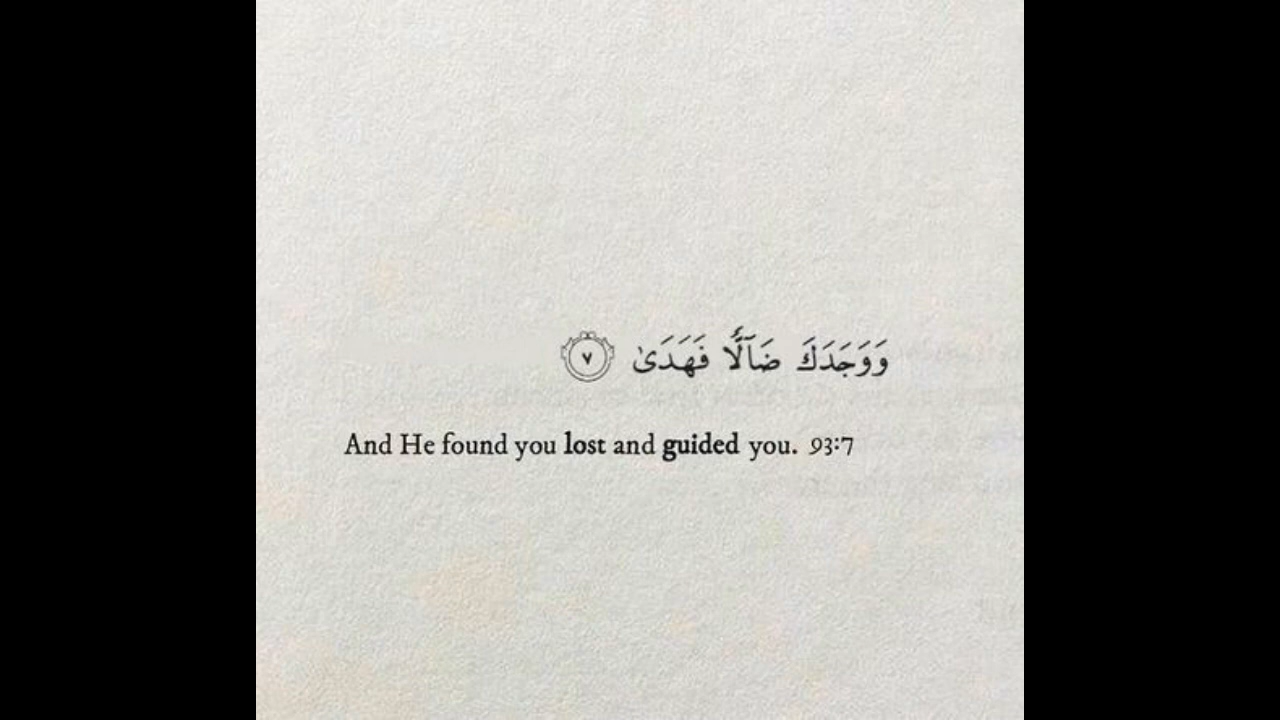 وَوَجَدَكَ ضَآلًّا فَهَدَىٰ ٧
And He found you lost and guided you. 93:7